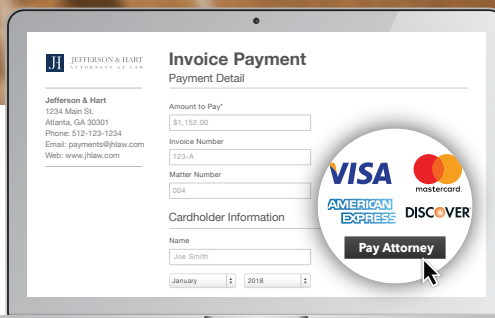 JH JEFFERSON & HART
ATTORNEYS AT LAW
Jefferson & Hart
1234 Main St.
Atlanta, GA 30301
Phone: 512-123-1234
Email: payments@jhlaw.com
Web: www.jhlaw.com
Invoice Payment
Payment Detail
Amount to Pay*
$1,152.00
Invoice Number
123-A
Matter Number
004
Cardholder Information
Name
Joe Smith
January 2018
VISA mastercard.
AMERICAN EXPRESS DISCOVER
Pay Attorney